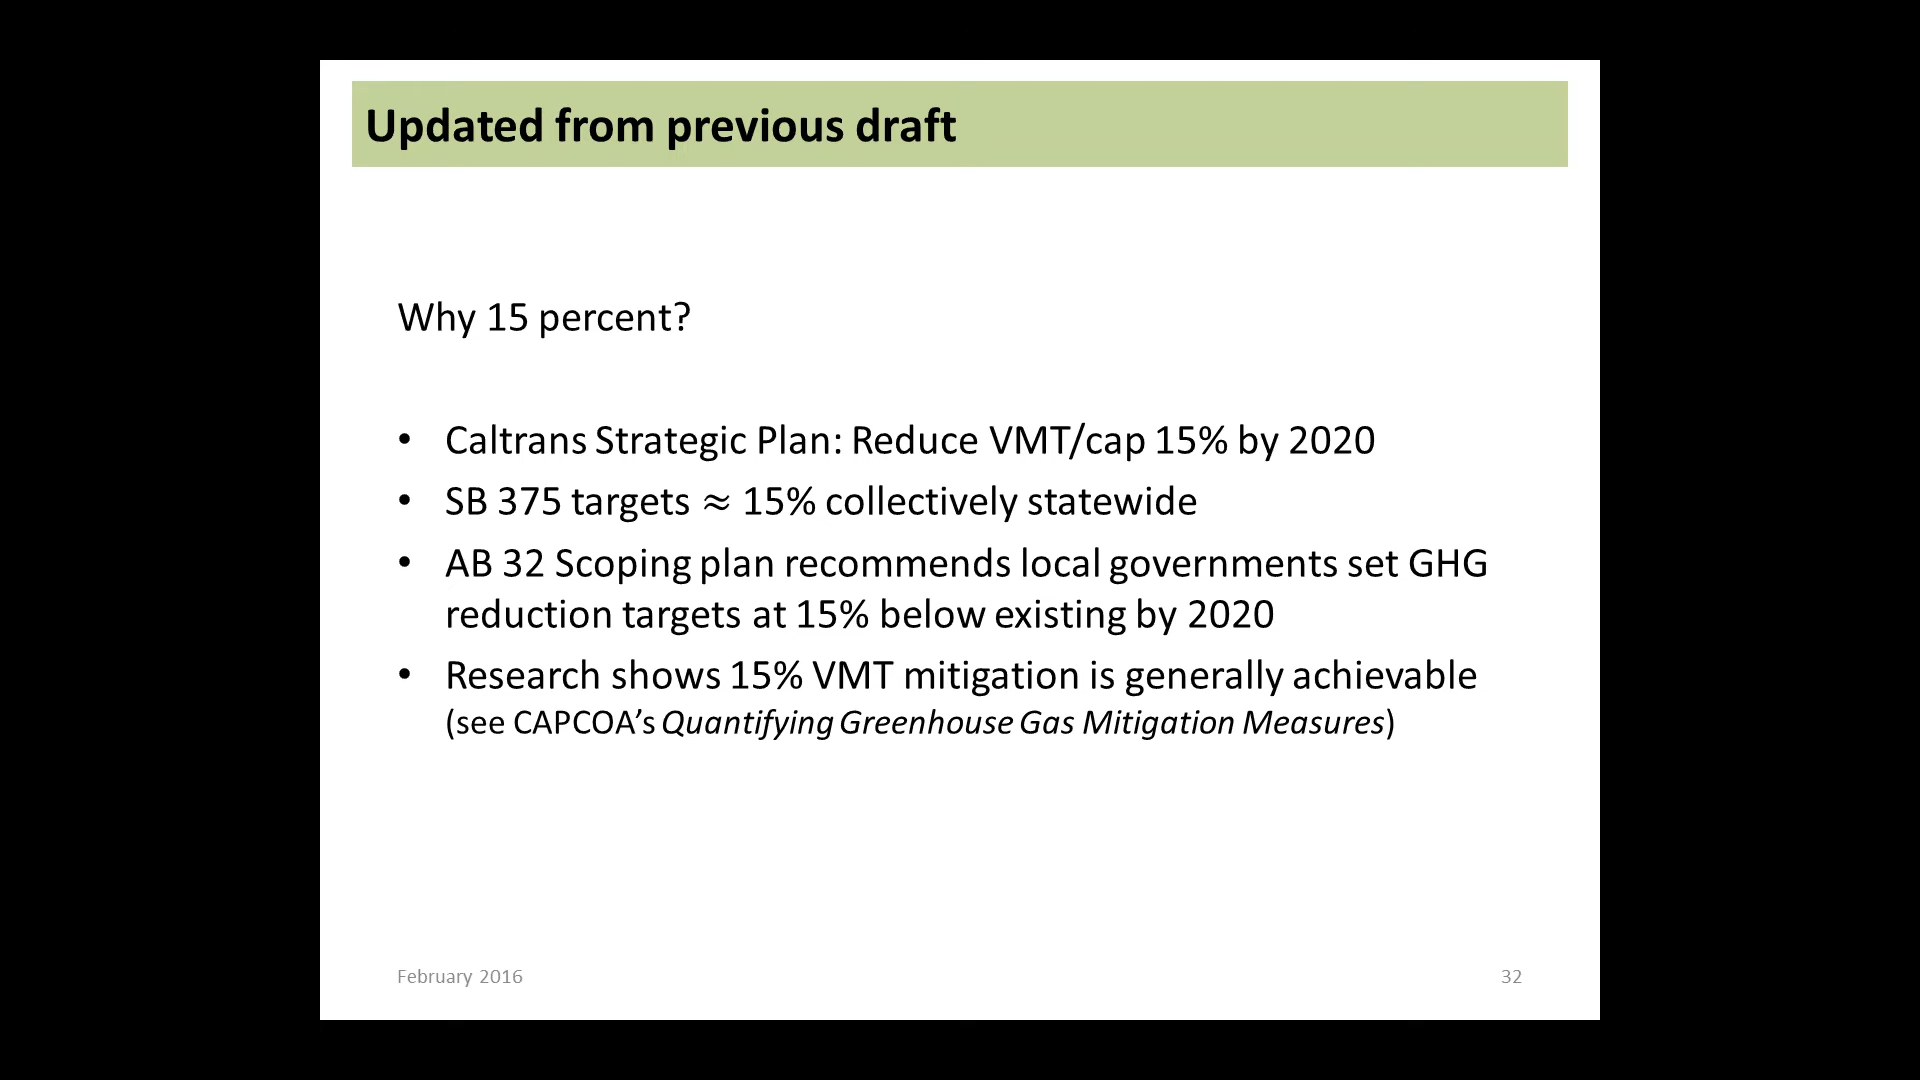 Updated from previous draft
Why 15 percent?
• Caltrans Strategic Plan: Reduce VMT/cap 15% by 2020
• SB 375 targets ≈ 15% collectively statewide
• AB 32 Scoping plan recommends local governments set GHG
reduction targets at 15% below existing by 2020
• Research shows 15% VMT mitigation is generally achievable
(see CAPCOA’s Quantifying Greenhouse Gas Mitigation Measures)
February 2016
32